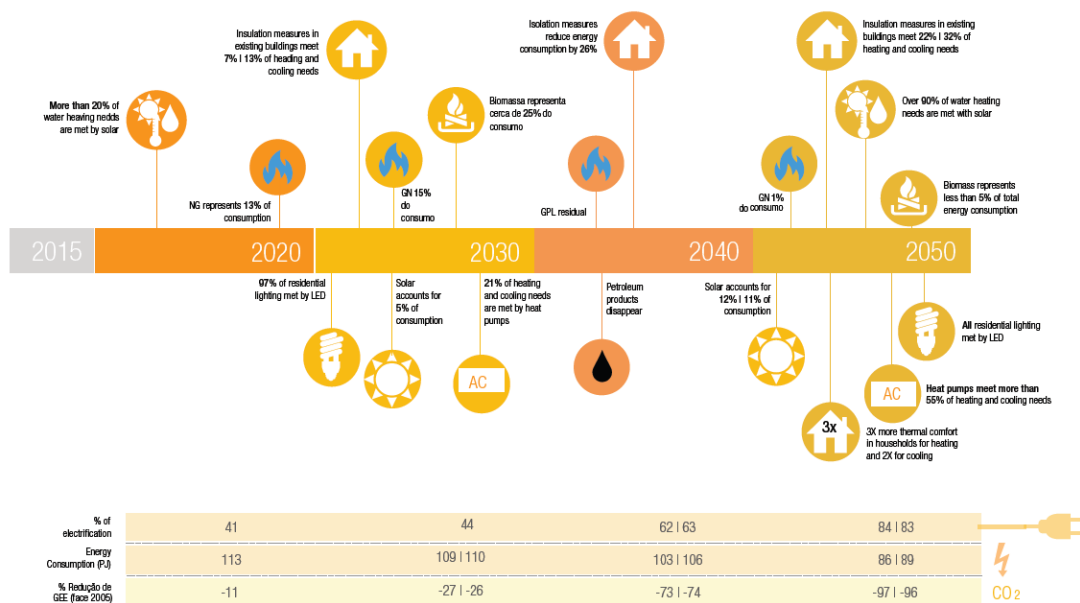 Insulation measures in
existing buildings meet
7% | 13% of heading and
cooling needs
Isolation measures
reduce energy
consumption by 26%
Insulation measures in existing
buildings meet 22% | 32% of
heating and cooling needs
More than 20% of
water heaving nedds
are met by solar
Biomassa representa
cerca de 25% do
consumo
Over 90% of water heating
needs are met with solar
NG represents 13% of
consumption
GN 15%
do
consumo
GPL residual
GN 1%
do consumo
Biomass represents
less than 5% of total
energy consumption
2015
2020
2030
2040
2050
97% of residential
lighting met by LED
Solar
accounts for
5% of
consumption
21% of heating
and cooling needs
are met by heat
pumps
Petroleum
products
disappear
Solar accounts for
12% | 11% of
consumption
All residential lighting
met by LED
AC
AC
Heat pumps meet more than
55% of heating and cooling needs
3x
3X more thermal comfort
in households for heating
and 2X for cooling
% of
electrification
41
44
62 | 63
84 | 83
Energy
Consumption (PJ)
113
109 | 110
103 | 106
86 | 89
% Redução de
GEE (face 2005)
-11
-27 | -26
-73 | -74
-97 | -96
CO 2